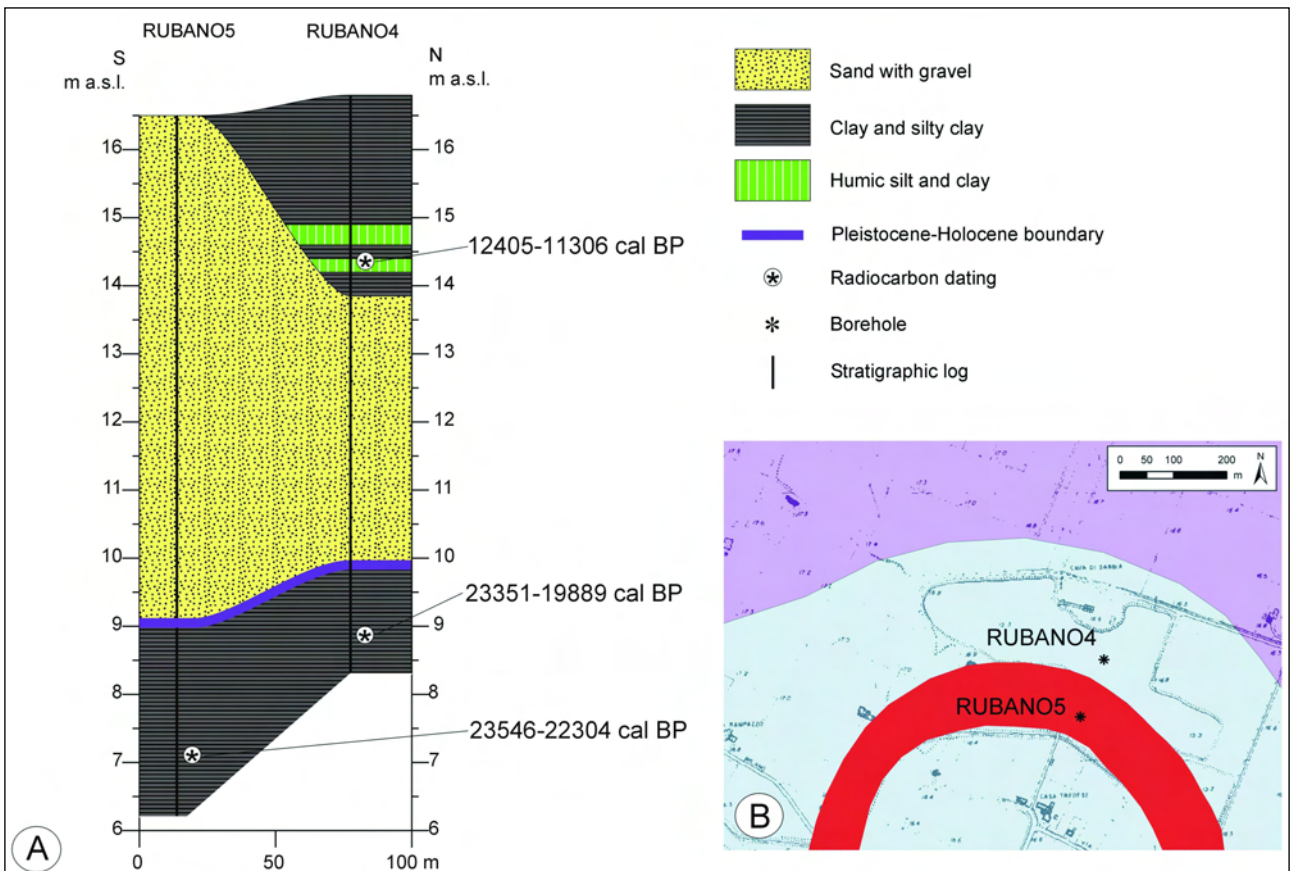 RUBANO5 RUBANO4
S N
m a.s.l. m a.s.l.
16 16
15 15
12405-11306 cal BP
14 14
13 13
12 12
11 11
10 10
23351-19889 cal BP
9 9
8 8
23546-22304 cal BP
7 7
6 6
0 50 100 m
A
Sand with gravel
Clay and silty clay
Humic silt and clay
Pleistocene-Holocene boundary
Radiocarbon dating
Borehole
Stratigraphic log
0 50 100 200 N
m
CAVA DI SABBIA
RUBANO4
RUBANO5
B